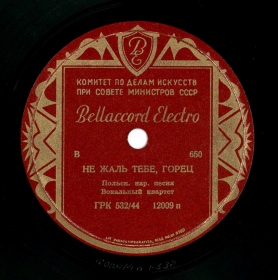 КОМИТЕТ ПО ДЕЛАМ ИСКУССТВ
ПРИ СОВЕТЕ МИНИСТРОВ СССР
Bellaccord Electro
В 650
НЕ ЖАЛЬ ТЕБЕ, ГОРЕЦ
Польск. нар. песня
Вокальный квартет
ГРК 532/44 12009 п